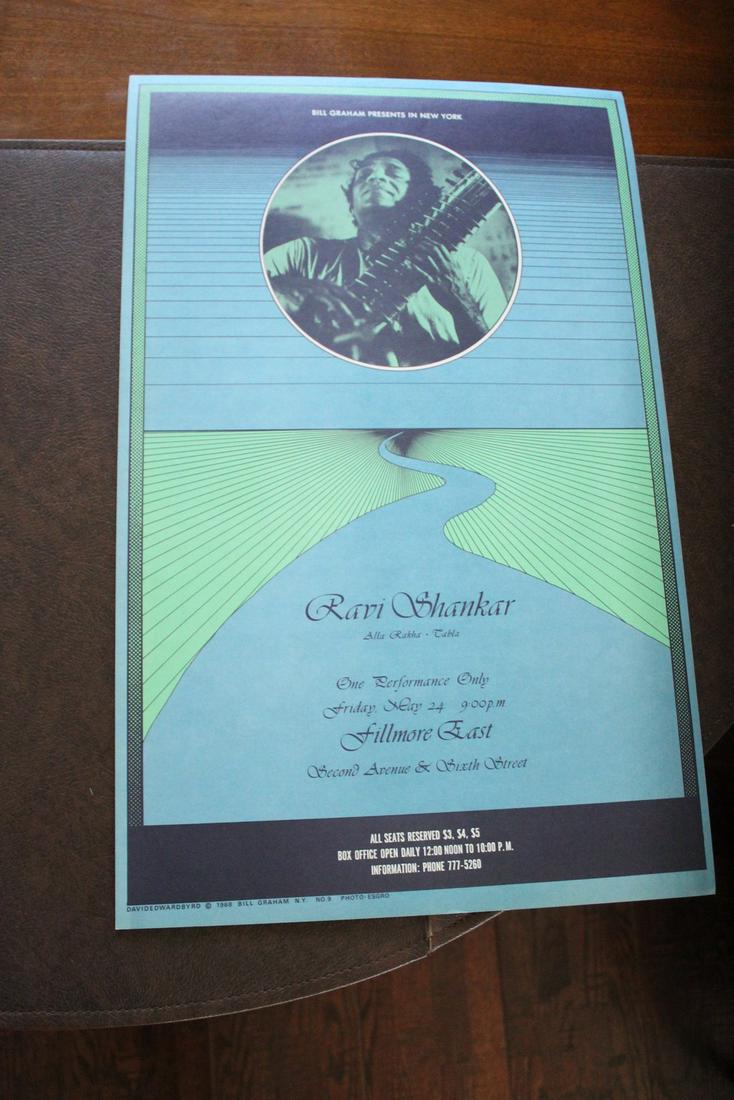 BILL GRAHAM PRESENTS IN NEW YORK
Ravi Shankar
Alla Rakha - Tabla
One Performance Only
Friday, May 24 9:00 p.m
Fillmore East
Second Avenue & Sixth Street
ALL SEATS RESERVED $3, $4, $5
BOX OFFICE OPEN DAILY 12:00 NOON TO 10:00 P.M.
INFORMATION: PHONE 777-5260
DAVIDEDWARDBYRD © 1968 BILL GRAHAM N.Y. NO.9 PHOTO-ESGRO